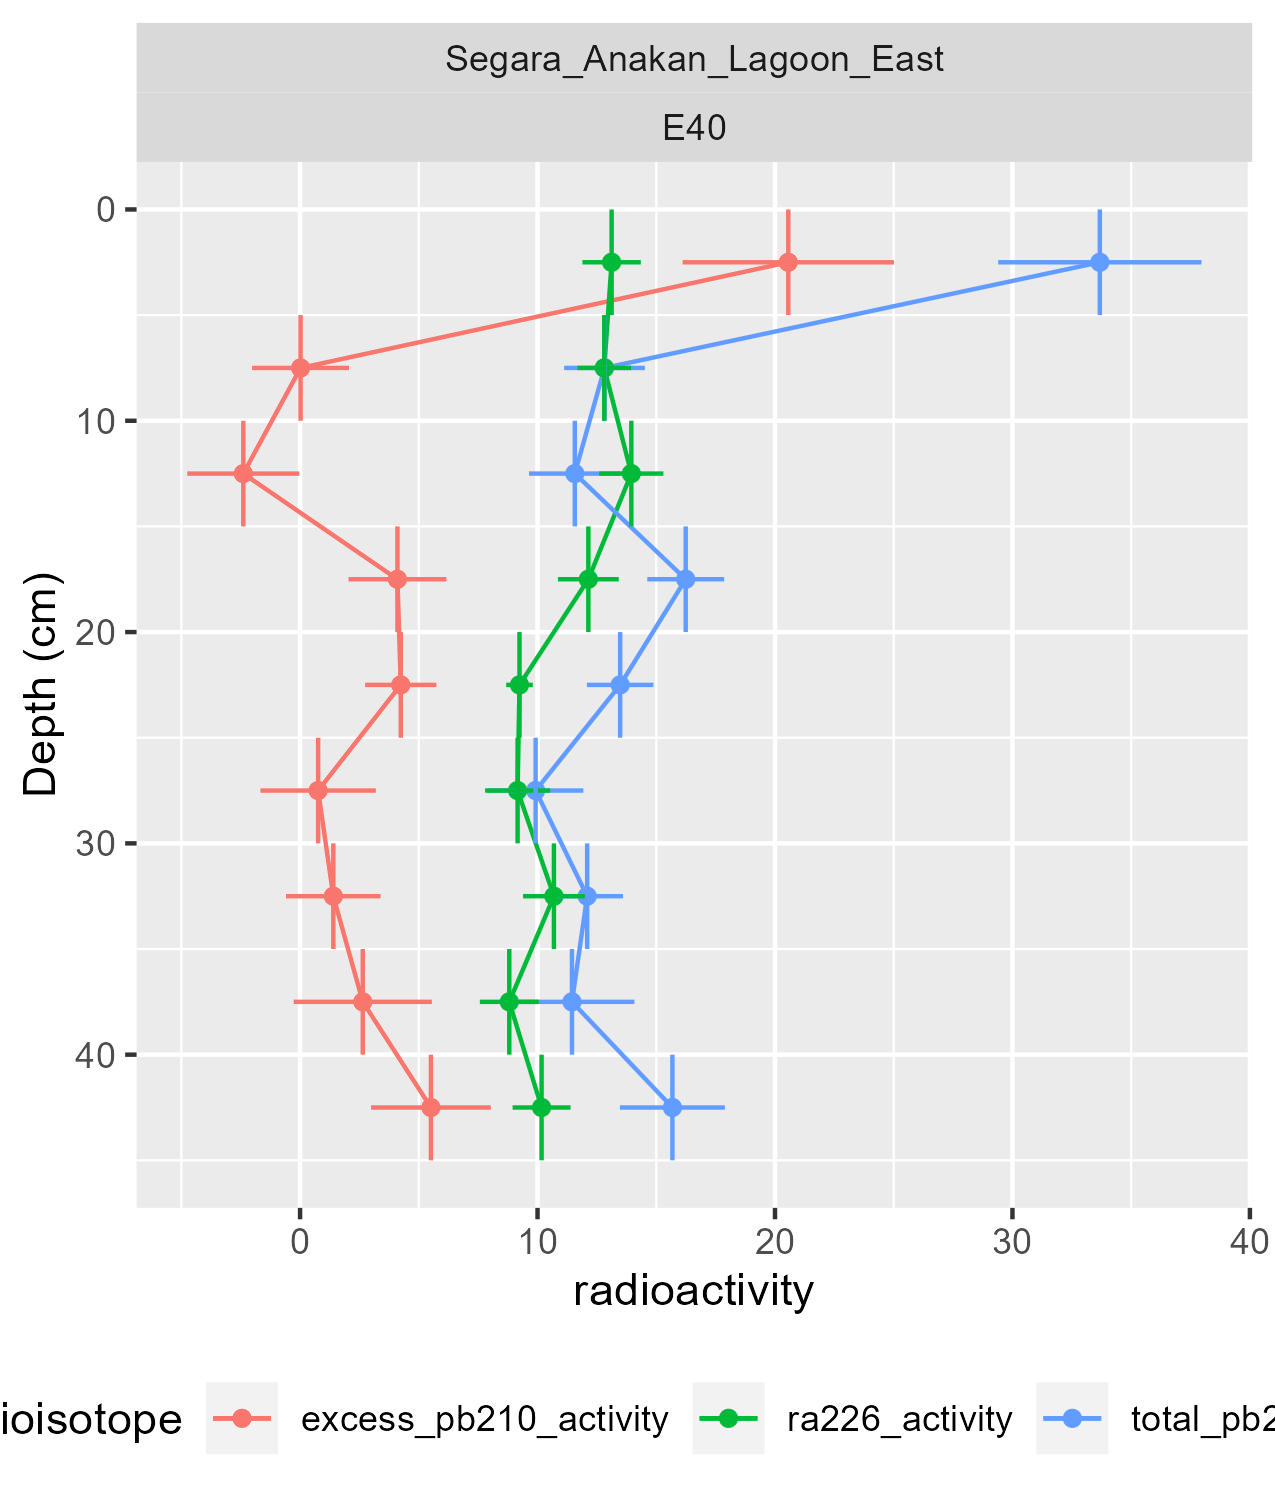 Segara_Anakan_Lagoon_East
E40
0
10
20
30
40
Depth (cm)
0 10 20 30 40
radioactivity
ioisotope excess_pb210_activity ra226_activity total_pb2